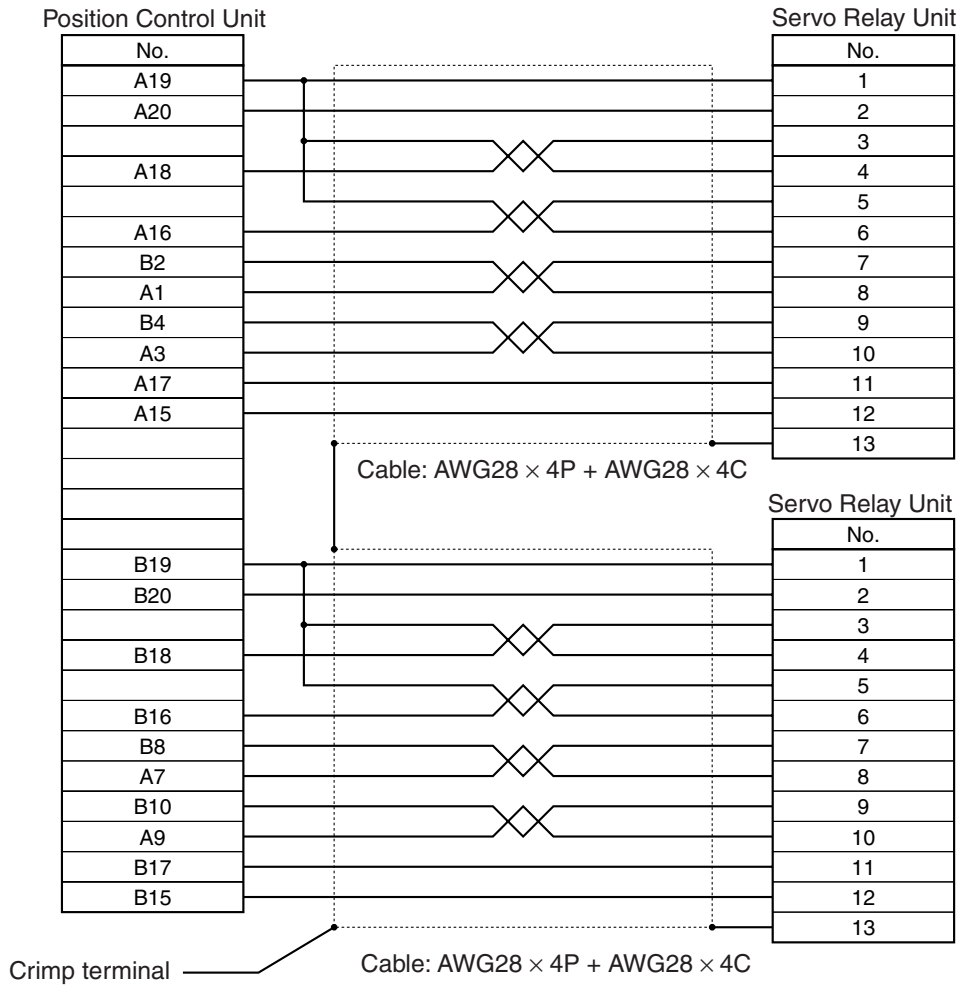 Position Control Unit
Servo Relay Unit
No.
No.
A19
1
A20
2
3
A18
4
5
A16
6
B2
7
A1
8
B4
9
A3
10
A17
11
A15
12
13
Cable: AWG28 × 4P + AWG28 × 4C
Servo Relay Unit
No.
B19
1
B20
2
3
B18
4
5
B16
6
B8
7
A7
8
B10
9
A9
10
B17
11
B15
12
13
Crimp terminal
Cable: AWG28 × 4P + AWG28 × 4C